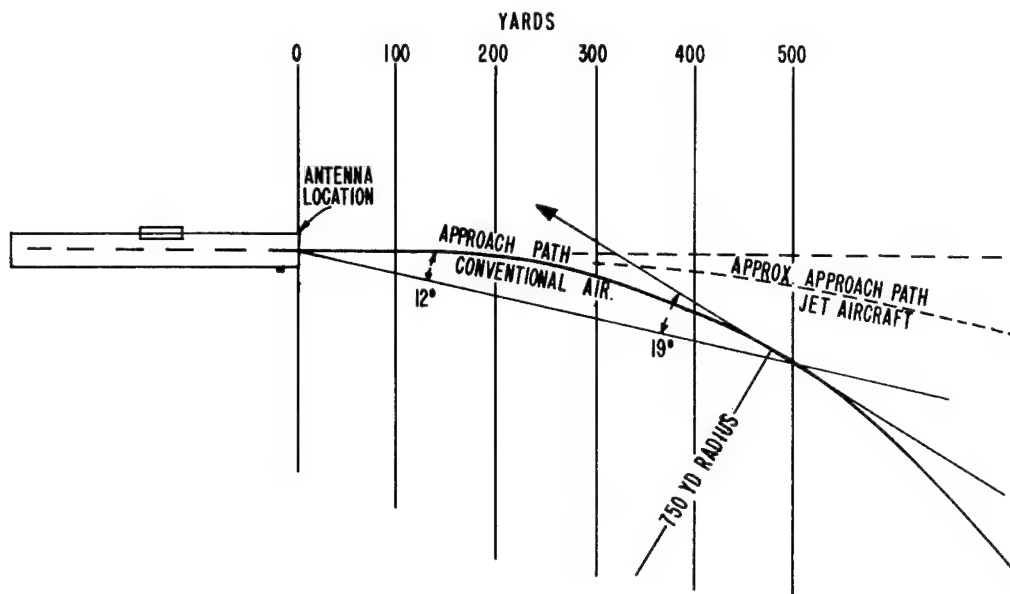 YARDS
0 100 200 300 400 500
ANTENNA
LOCATION
APPROACH PATH
CONVENTIONAL AIR.
APPROX. APPROACH PATH
JET AIRCRAFT
12°
19°
750 YD RADIUS